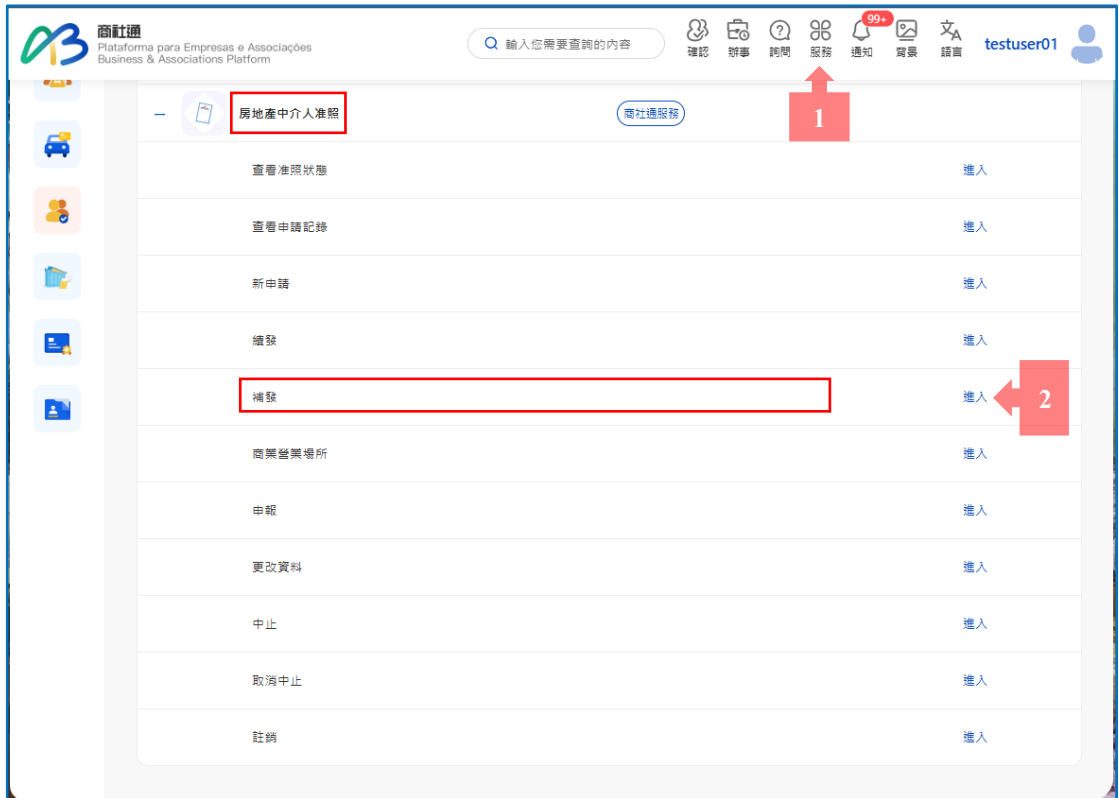 商社通
Plataforma para Empresas e Associações
Business & Associations Platform
輸入您需要查詢的內容
確認 辦事 詢問 服務 通知 背景 語言
99+
testuser01
1
房地產中介人准照 商社通服務
查看准照狀態 進入
查看申請記錄 進入
新申請 進入
續發 進入
補發 進入 2
商業營業場所 進入
申報 進入
更改資料 進入
中止 進入
取消中止 進入
註銷 進入